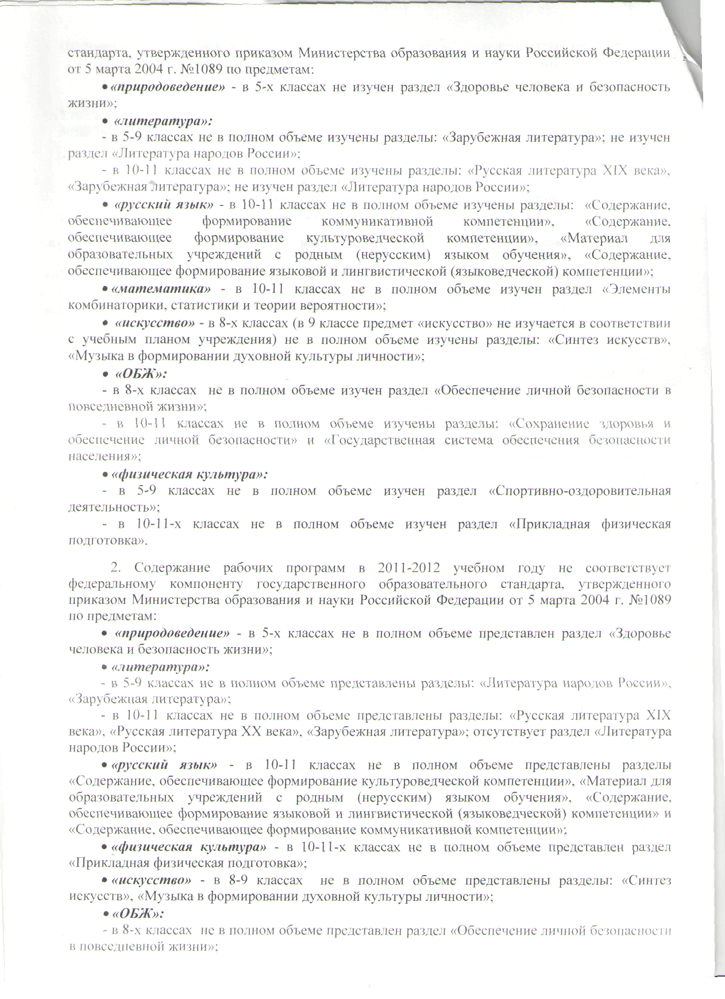 стандарта, утвержденного приказом Министерства образования и науки Российской Федерации
от 5 марта 2004 г. №1089 по предметам:
• «природоведение» - в 5-х классах не изучен раздел «Здоровье человека и безопасность
жизни»;
• «литература»:
- в 5-9 классах не в полном объеме изучены разделы: «Зарубежная литература»; не изучен
раздел «Литература народов России»;
- в 10-11 классах не в полном объеме изучены разделы: «Русская литература XIX века»,
«Зарубежная литература»; не изучен раздел «Литература народов России»;
• «русский язык» - в 10-11 классах не в полном объеме изучены разделы: «Содержание,
обеспечивающее формирование коммуникативной компетенции», «Содержание,
обеспечивающее формирование культуроведческой компетенции», «Материал для
образовательных учреждений с родным (нерусским) языком обучения», «Содержание,
обеспечивающее формирование языковой и лингвистической (языковедческой) компетенции»;
• «математика» - в 10-11 классах не в полном объеме изучен раздел «Элементы
комбинаторики, статистики и теории вероятности»;
• «искусство» - в 8-х классах (в 9 классе предмет «искусство» не изучается в соответствии
с учебным планом учреждения) не в полном объеме изучены разделы: «Синтез искусств»,
«Музыка в формировании духовной культуры личности»;
• «ОБЖ»:
- в 8-х классах не в полном объеме изучен раздел «Обеспечение личной безопасности в
повседневной жизни»;
- в 10-11 классах не в полном объеме изучены разделы: «Сохранение здоровья и
обеспечение личной безопасности» и «Государственная система обеспечения безопасности
населения»;
• «физическая культура»:
- в 5-9 классах не в полном объеме изучен раздел «Спортивно-оздоровительная
деятельность»;
- в 10-11-х классах не в полном объеме изучен раздел «Прикладная физическая
подготовка».
2. Содержание рабочих программ в 2011-2012 учебном году не соответствует
федеральному компоненту государственного образовательного стандарта, утвержденного
приказом Министерства образования и науки Российской Федерации от 5 марта 2004 г. №1089
по предметам:
• «природоведение» - в 5-х классах не в полном объеме представлен раздел «Здоровье
человека и безопасность жизни»;
• «литература»:
- в 5-9 классах не в полном объеме представлены разделы: «Литература народов России»,
«Зарубежная литература»;
- в 10-11 классах не в полном объеме представлены разделы: «Русская литература XIX
века», «Русская литература XX века», «Зарубежная литература»; отсутствует раздел «Литература
народов России»;
• «русский язык» - в 10-11 классах не в полном объеме представлены разделы
«Содержание, обеспечивающее формирование культуроведческой компетенции», «Материал для
образовательных учреждений с родным (нерусским) языком обучения», «Содержание,
обеспечивающее формирование языковой и лингвистической (языковедческой) компетенции» и
«Содержание, обеспечивающее формирование коммуникативной компетенции»;
• «физическая культура» - в 10-11-х классах не в полном объеме представлен раздел
«Прикладная физическая подготовка»;
• «искусство» - в 8-9 классах не в полном объеме представлены разделы: «Синтез
искусств», «Музыка в формировании духовной культуры личности»;
• «ОБЖ»:
- в 8-х классах не в полном объеме представлен раздел «Обеспечение личной безопасности
в повседневной жизни»;